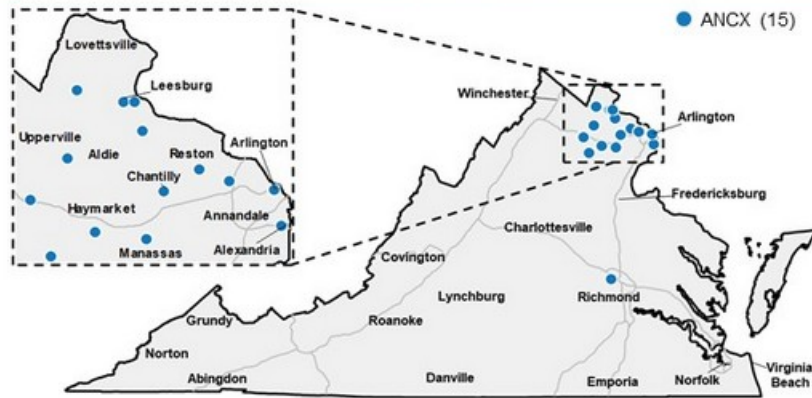 ANCX (15)
Lovettsville
Leesburg
Upperville
Aldie
Reston
Arlington
Chantilly
Haymarket
Annandale
Manassas
Alexandria
Winchester
Arlington
Fredericksburg
Charlottesville
Covington
Richmond
Lynchburg
Grundy
Roanoke
Norton
Abingdon
Danville
Emporia
Norfolk
Virginia
Beach